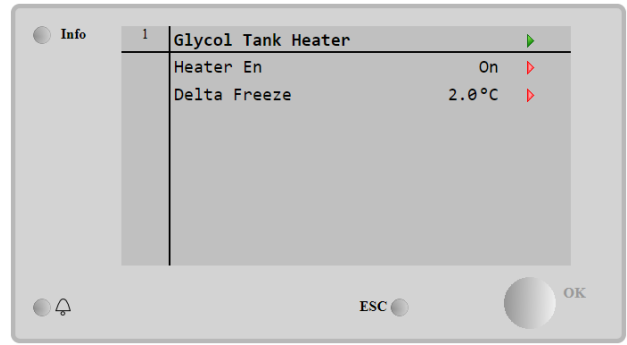 Info
1 Glycol Tank Heater
Heater En On
Delta Freeze 2.0°C
ESC
OK